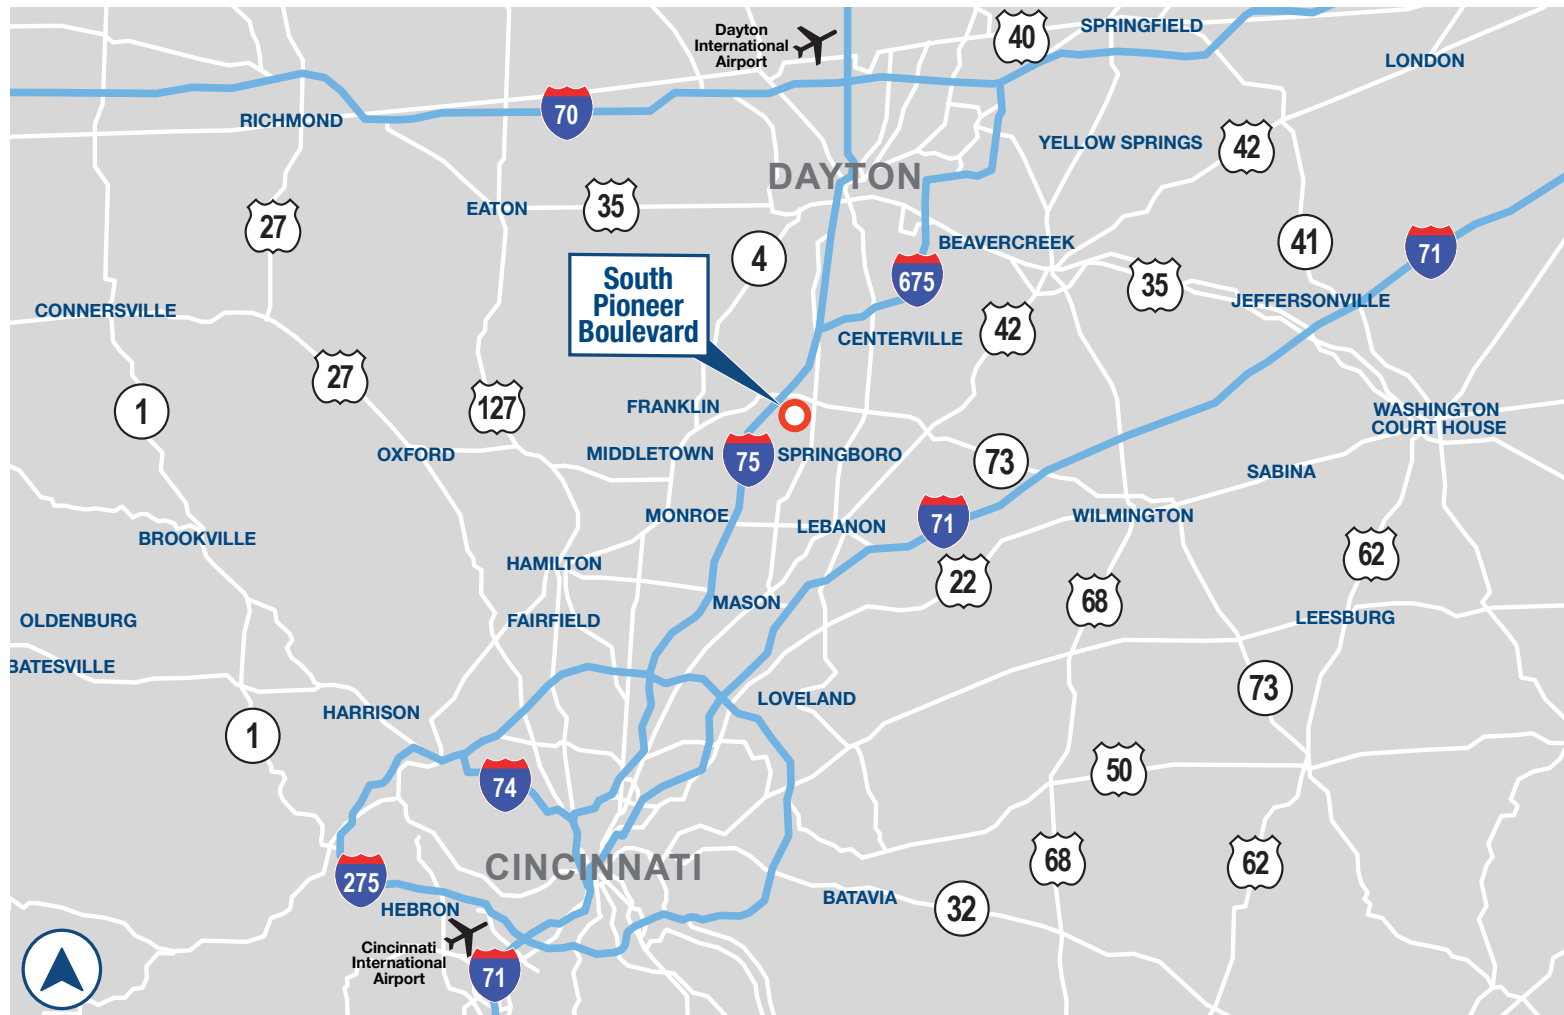 Dayton
International
Airport
40
SPRINGFIELD
LONDON
70
RICHMOND
YELLOW SPRINGS
42
DAYTON
EATON
35
27
4
BEAVERCREEK
41
71
675
35
South
Pioneer
Boulevard
CONNERSVILLE
JEFFERSONVILLE
CENTERVILLE
42
27
1
127
FRANKLIN
WASHINGTON
COURT HOUSE
OXFORD
MIDDLETOWN
75
SPRINGBORO
73
SABINA
MONROE
LEBANON
71
WILMINGTON
BROOKVILLE
HAMILTON
62
22
68
MASON
OLDENBURG
FAIRFIELD
LEESBURG
BATESVILLE
73
HARRISON
LOVELAND
1
74
50
CINCINNATI
68
62
275
HEBRON
BATAVIA
32
Cincinnati
International
Airport
71